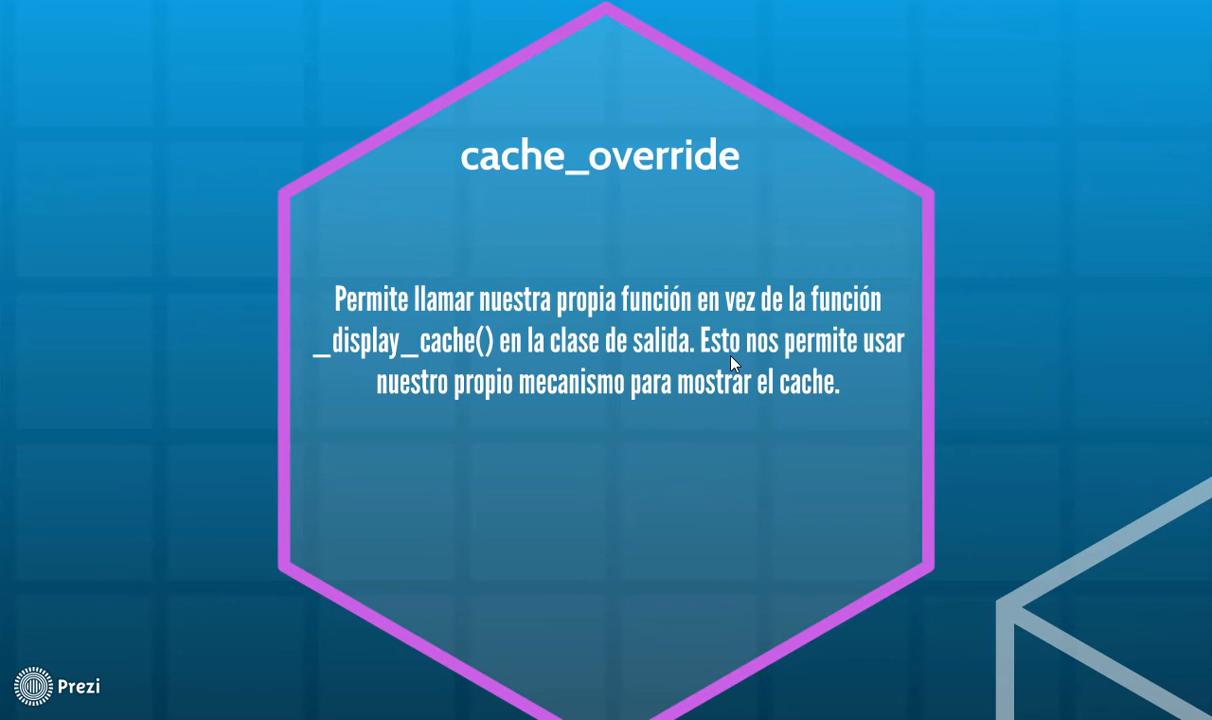 cache_override
Permite llamar nuestra propia función en vez de la función
_display_cache() en la clase de salida. Esto nos permite usar
nuestro propio mecanismo para mostrar el cache.
Prezi